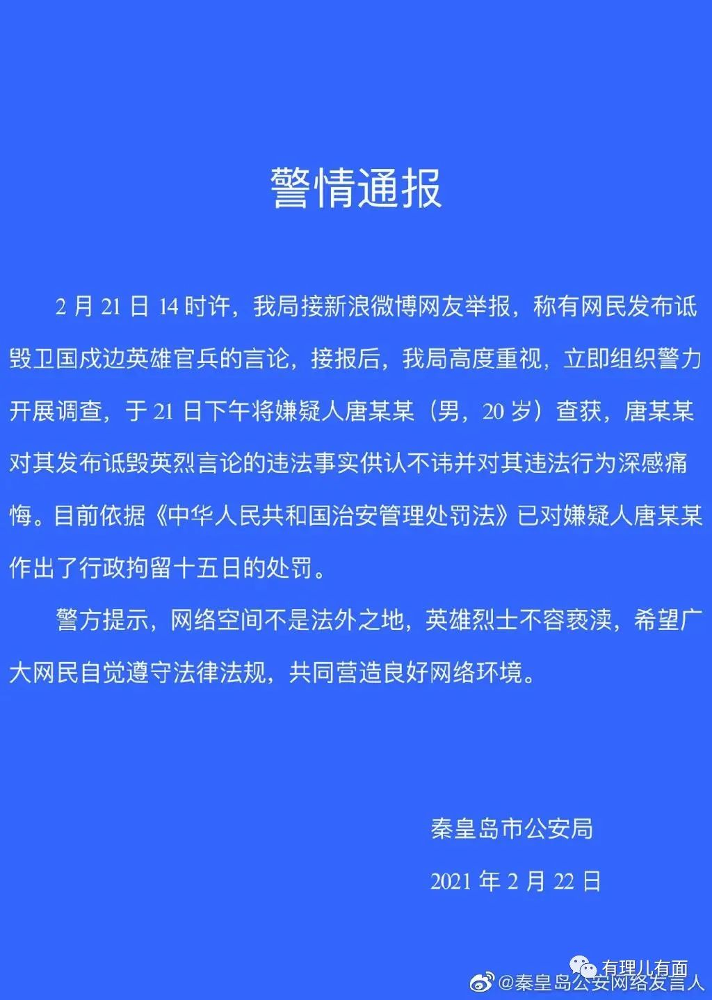 警情通报
2 月 21 日 14 时许，我局接新浪微博网友举报，称有网民发布诋
毁卫国戍边英雄官兵的言论，接报后，我局高度重视，立即组织警力
开展调查，于 21 日下午将嫌疑人唐某某（男，20 岁）查获，唐某某
对其发布诋毁英烈言论的违法事实供认不讳并对其违法行为深感痛
悔。目前依据《中华人民共和国治安管理处罚法》已对嫌疑人唐某某
作出了行政拘留十五日的处罚。
警方提示，网络空间不是法外之地，英雄烈士不容亵渎，希望广
大网民自觉遵守法律法规，共同营造良好网络环境。
秦皇岛市公安局
2021 年 2 月 22 日
有理儿有面
@秦皇岛公安网络发言人